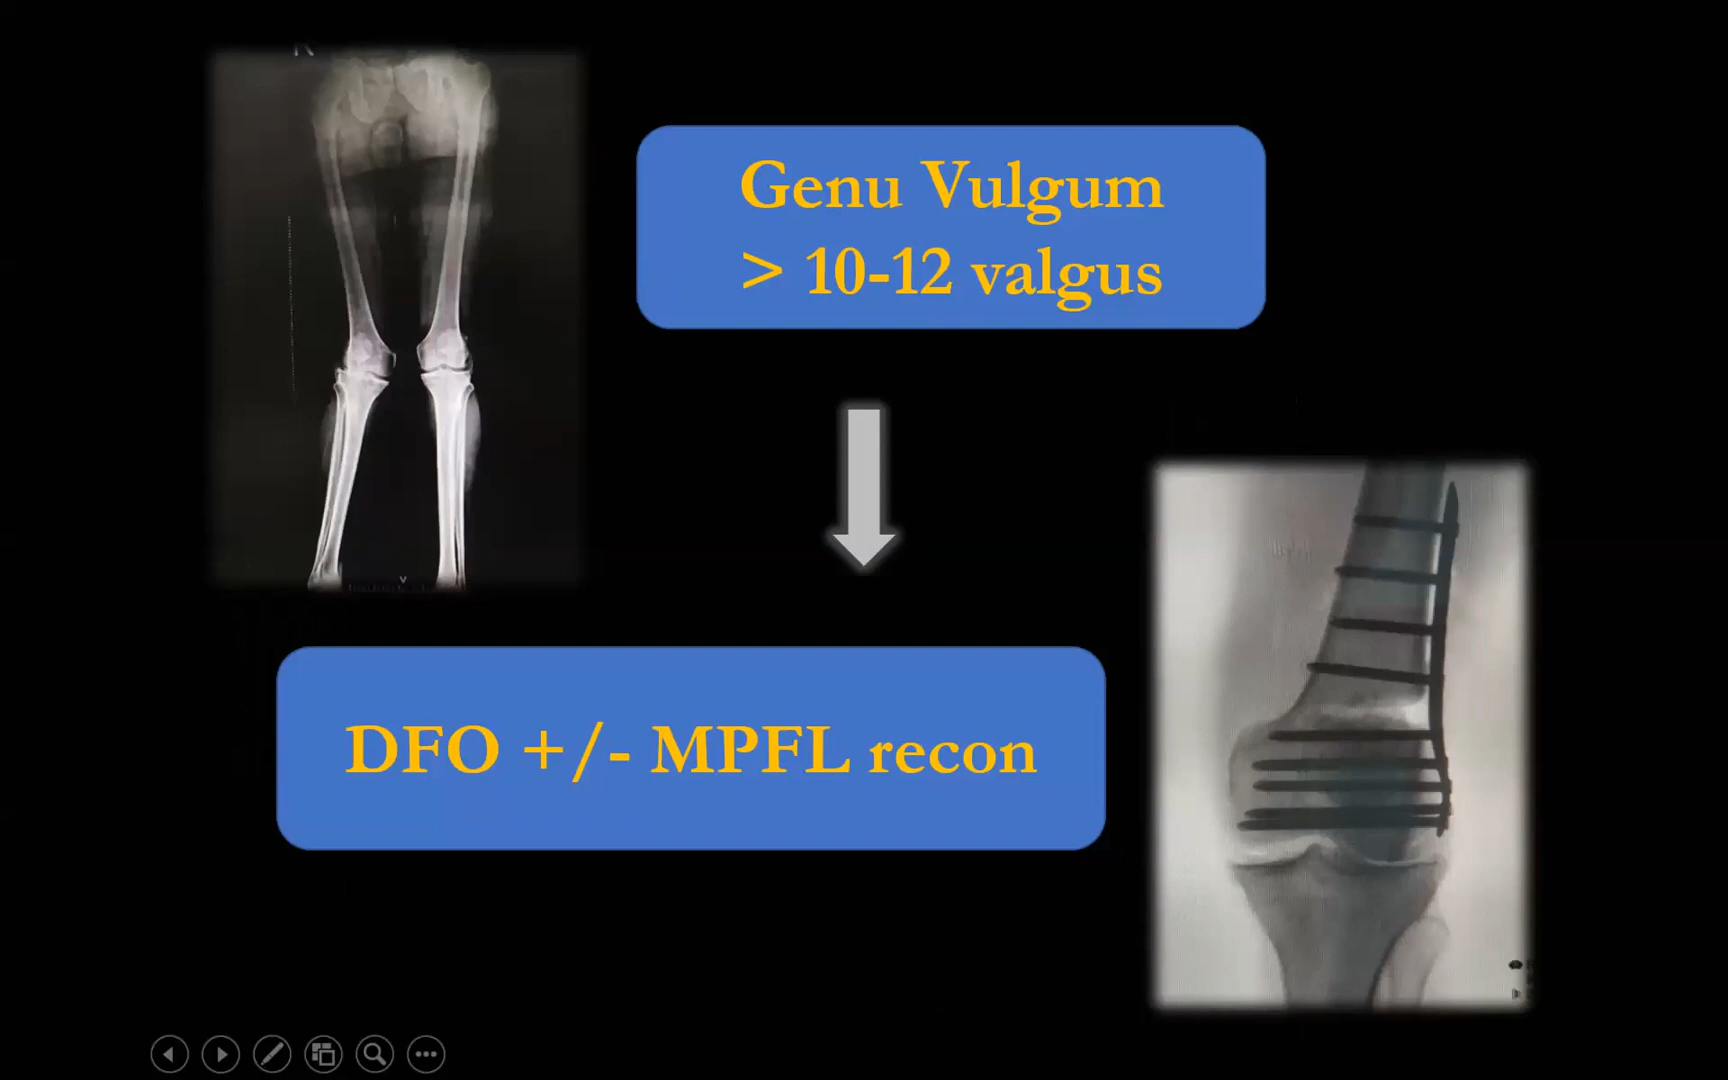 Genu Vulgum
> 10-12 valgus
DFO +/- MPFL recon